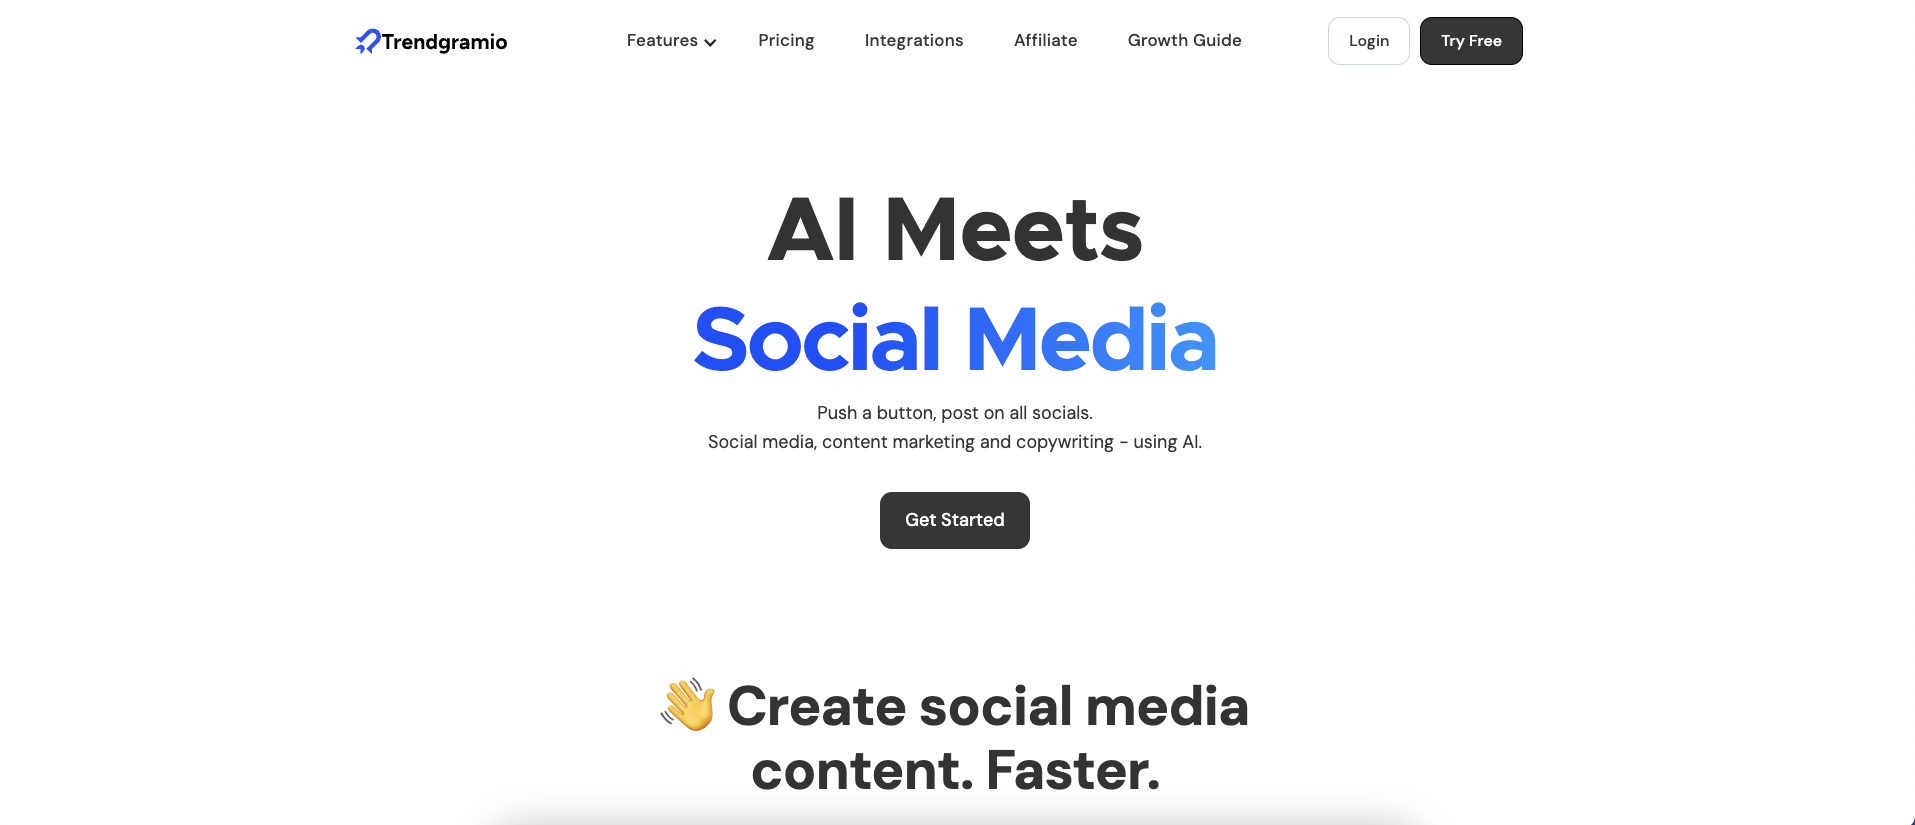 Trendgramio
Features
Pricing
Integrations
Affiliate
Growth Guide
Login
Try Free
AI Meets
Social Media
Push a button, post on all socials.
Social media, content marketing and copywriting - using AI.
Get Started
👋 Create social media
content. Faster.